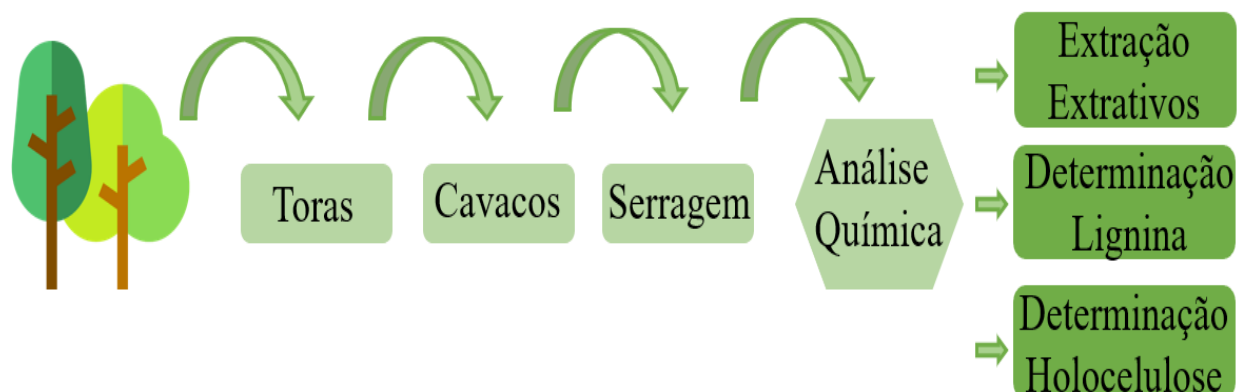 Toras
Cavacos
Serragem
Análise
Química
Extração
Extrativos
Determinação
Lignina
Determinação
Holocelulose